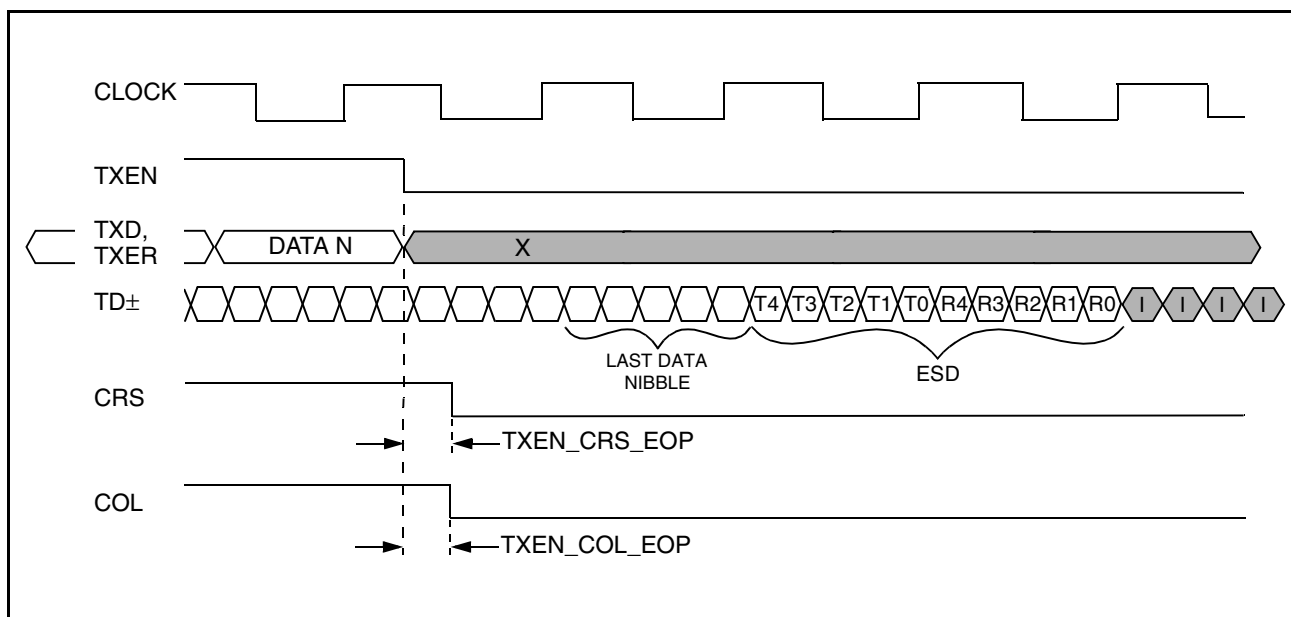 CLOCK
TXEN
TXD,
TXER
DATA N
X
TD±
T4 T3 T2 T1 T0 R4 R3 R2 R1 R0 I I I I
LAST DATA
NIBBLE
ESD
CRS
TXEN_CRS_EOP
COL
TXEN_COL_EOP